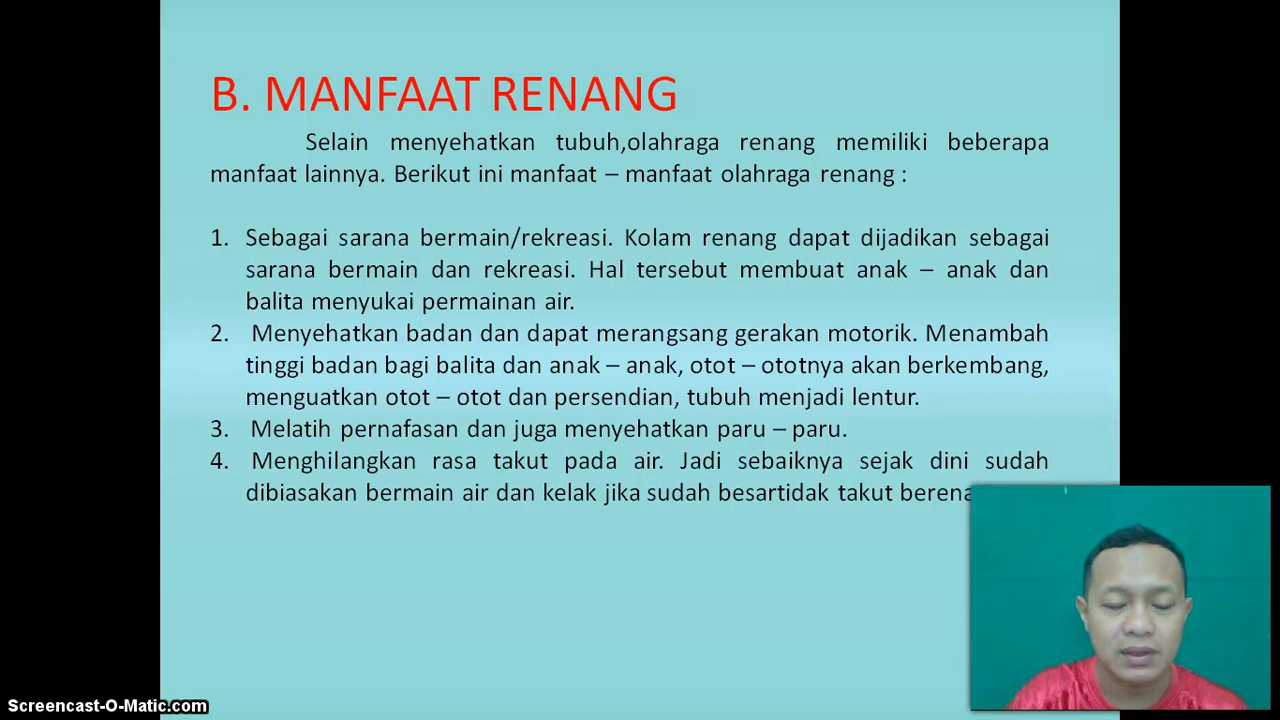 B. MANFAAT RENANG
Selain menyehatkan tubuh,olahraga renang memiliki beberapa
manfaat lainnya. Berikut ini manfaat – manfaat olahraga renang :
1. Sebagai sarana bermain/rekreasi. Kolam renang dapat dijadikan sebagai
sarana bermain dan rekreasi. Hal tersebut membuat anak – anak dan
balita menyukai permainan air.
2. Menyehatkan badan dan dapat merangsang gerakan motorik. Menambah
tinggi badan bagi balita dan anak – anak, otot – ototnya akan berkembang,
menguatkan otot – otot dan persendian, tubuh menjadi lentur.
3. Melatih pernafasan dan juga menyehatkan paru – paru.
4. Menghilangkan rasa takut pada air. Jadi sebaiknya sejak dini sudah
dibiasakan bermain air dan kelak jika sudah besartidak takut
Screencast-O-Matic.com